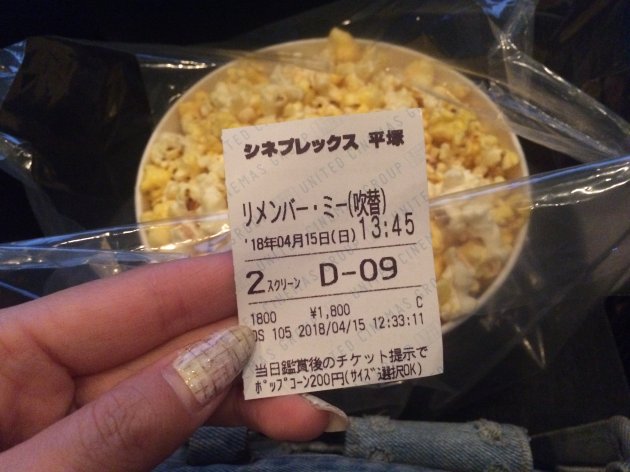 シネプレックス 平塚
リメンバー・ミー(吹替)
'18年04月15日(日) 13:45
2 スクリーン D-09
1800 ¥1,800 C
OS 105 2018/04/15 12:33:11
当日鑑賞後のチケット提示で
ポップコーン200円(サイズ選択OK)